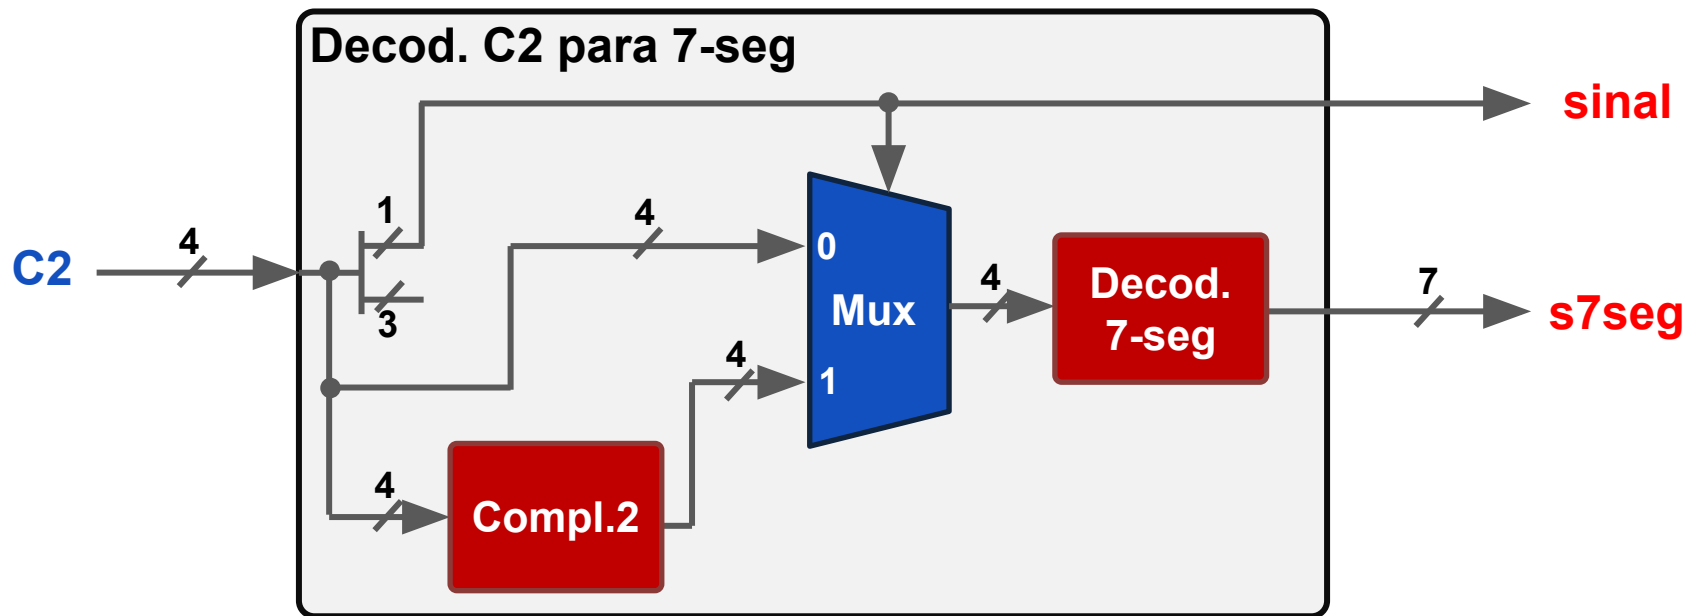 Decod. C2 para 7-seg
sinal
1
4
4
C2
0
3
Mux
4
Decod.
7-seg
7
s7seg
4
1
4
Compl.2